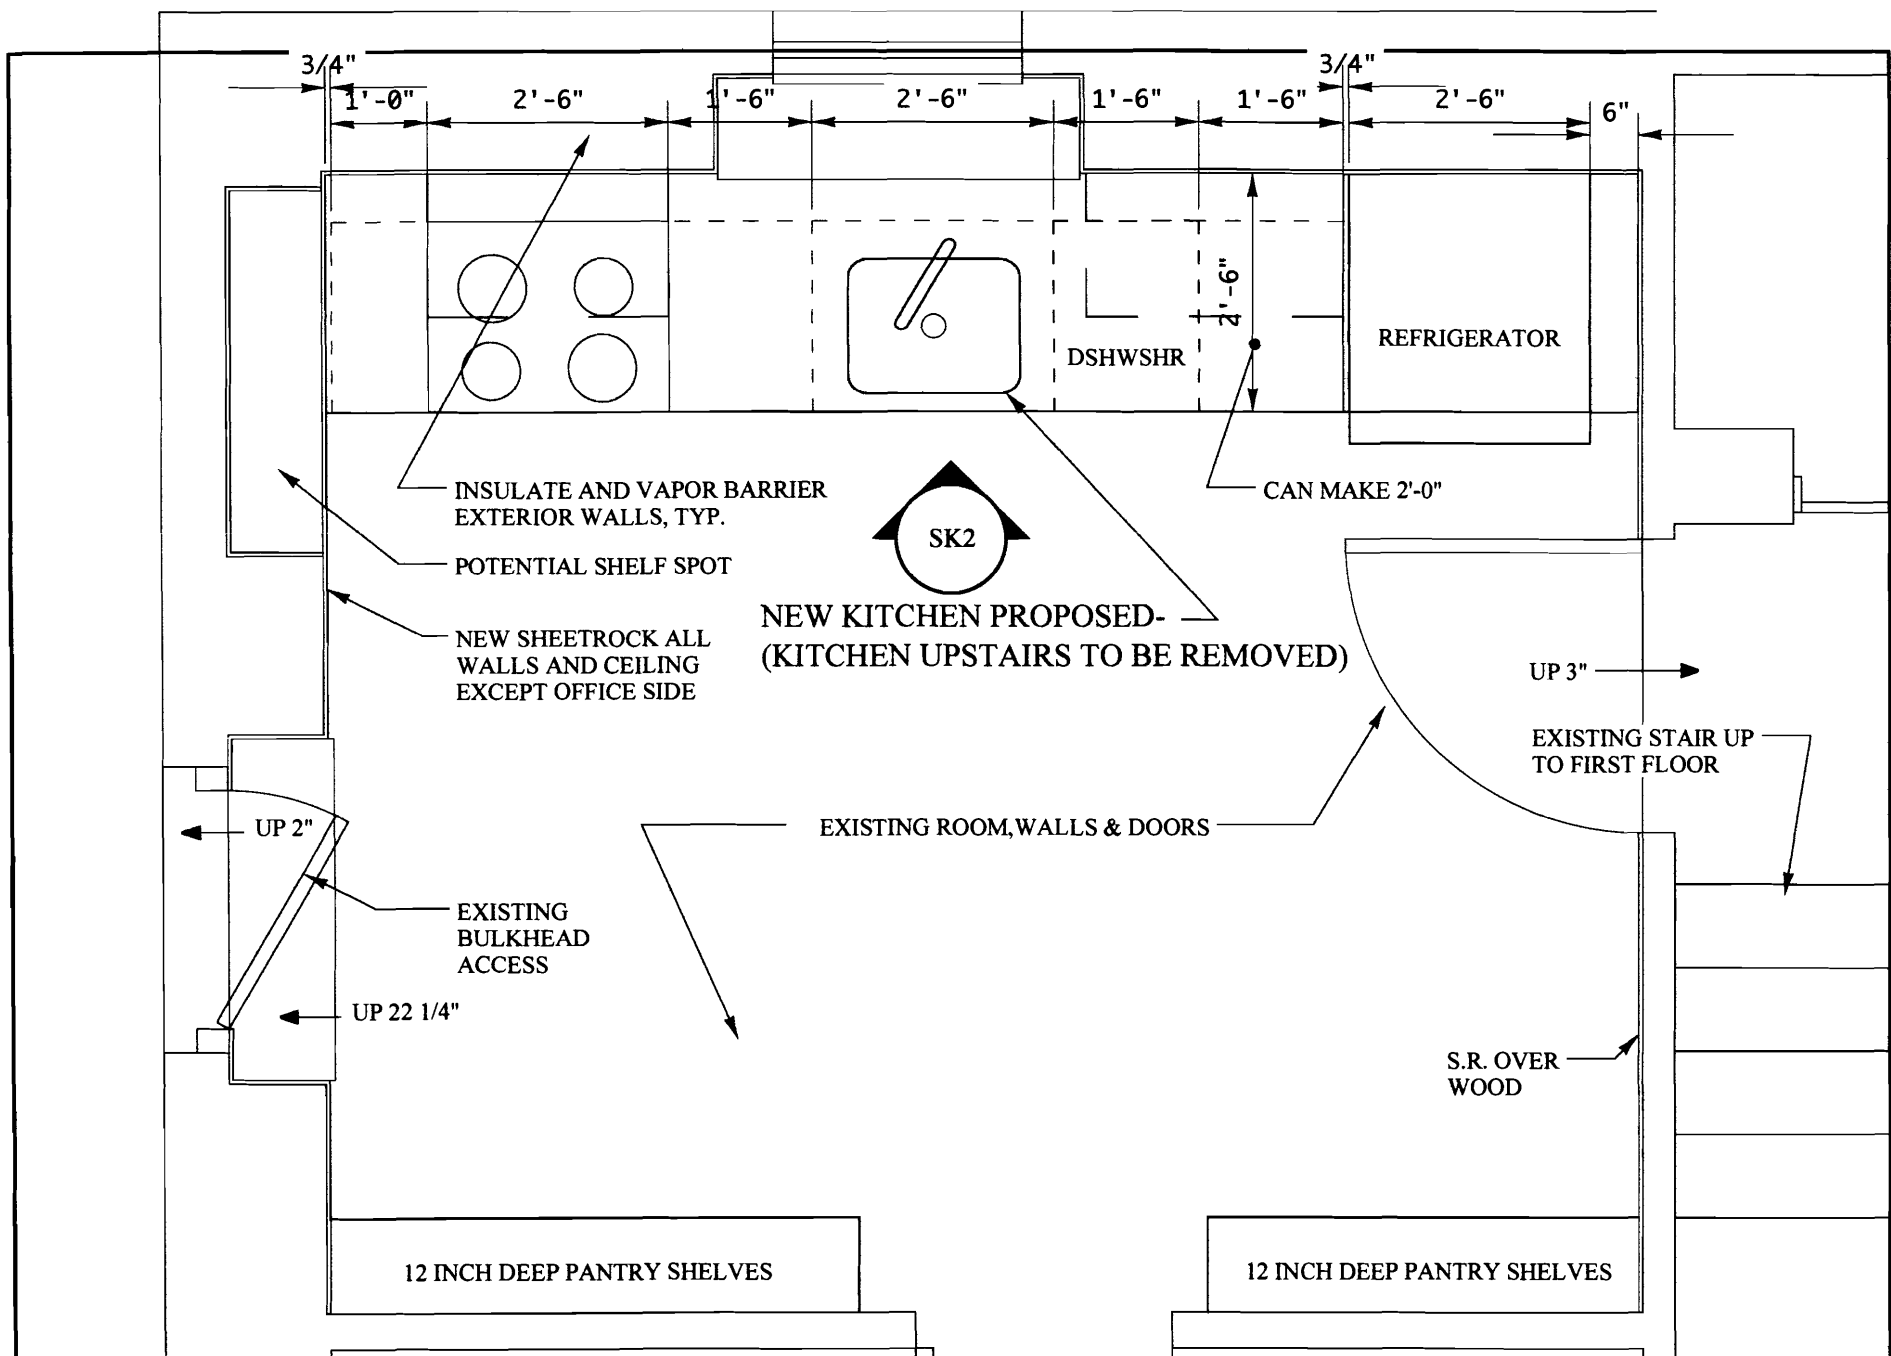 3/4"
3/4"
1'-0"
2'-6"
1'-6"
2'-6"
1'-6"
1'-6"
2'-6"
6"
2'-6"
REFRIGERATOR
DSHWSHR
INSULATE AND VAPOR BARRIER
EXTERIOR WALLS, TYP.
CAN MAKE 2'-0"
SK2
POTENTIAL SHELF SPOT
NEW KITCHEN PROPOSED-
(KITCHEN UPSTAIRS TO BE REMOVED)
NEW SHEETROCK ALL
WALLS AND CEILING
EXCEPT OFFICE SIDE
UP 3"
EXISTING STAIR UP
TO FIRST FLOOR
UP 2"
EXISTING ROOM,WALLS & DOORS
EXISTING
BULKHEAD
ACCESS
UP 22 1/4"
S.R. OVER
WOOD
12 INCH DEEP PANTRY SHELVES
12 INCH DEEP PANTRY SHELVES